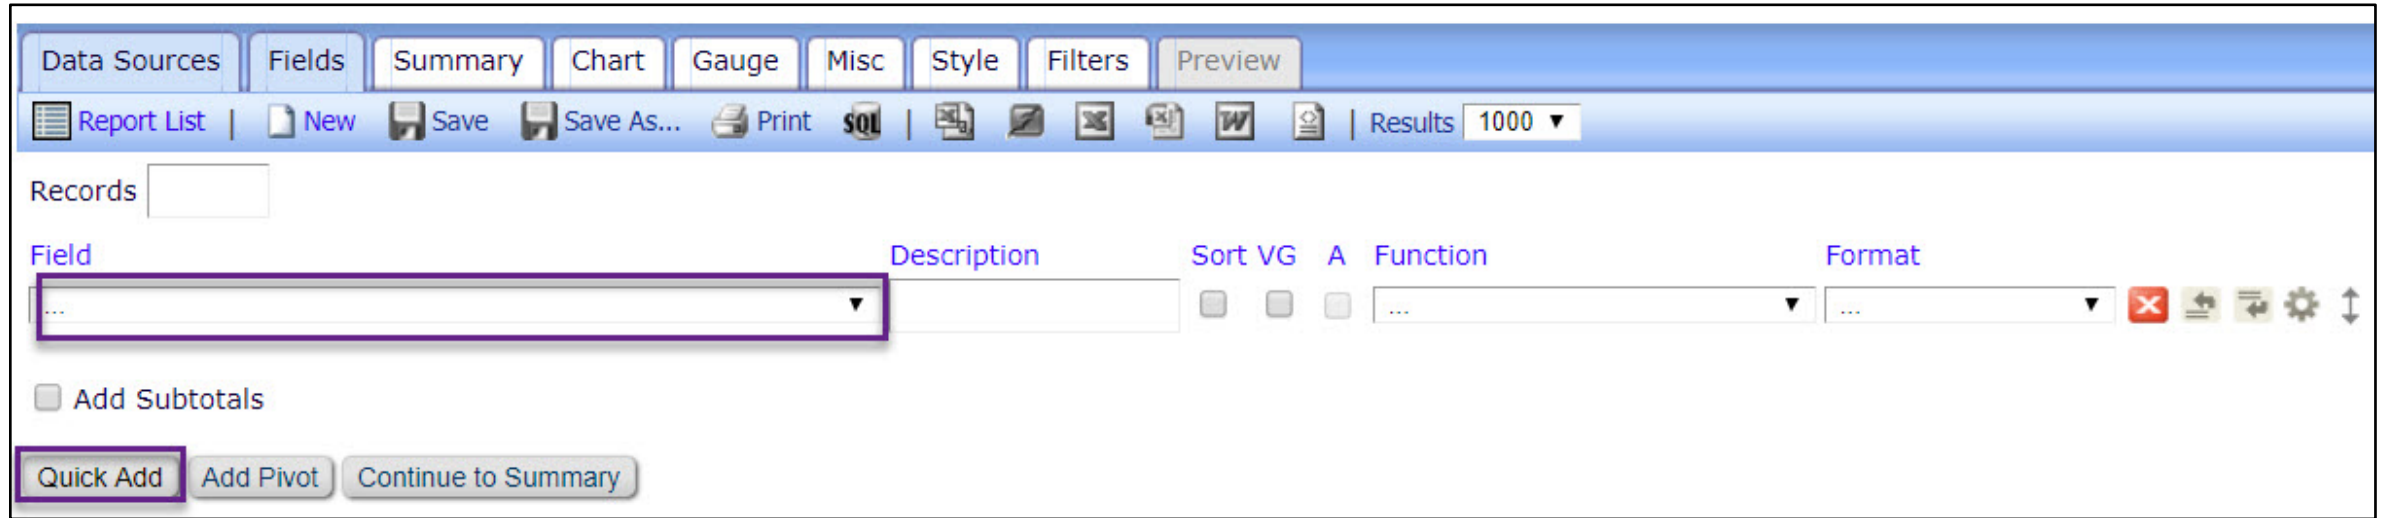 Data Sources Fields Summary Chart Gauge Misc Style Filters Preview
Report List | New Save Save As... Print SQL | | Results 1000
Records
Field Description Sort VG A Function Format
... ... ...
Add Subtotals
Quick Add Add Pivot Continue to Summary